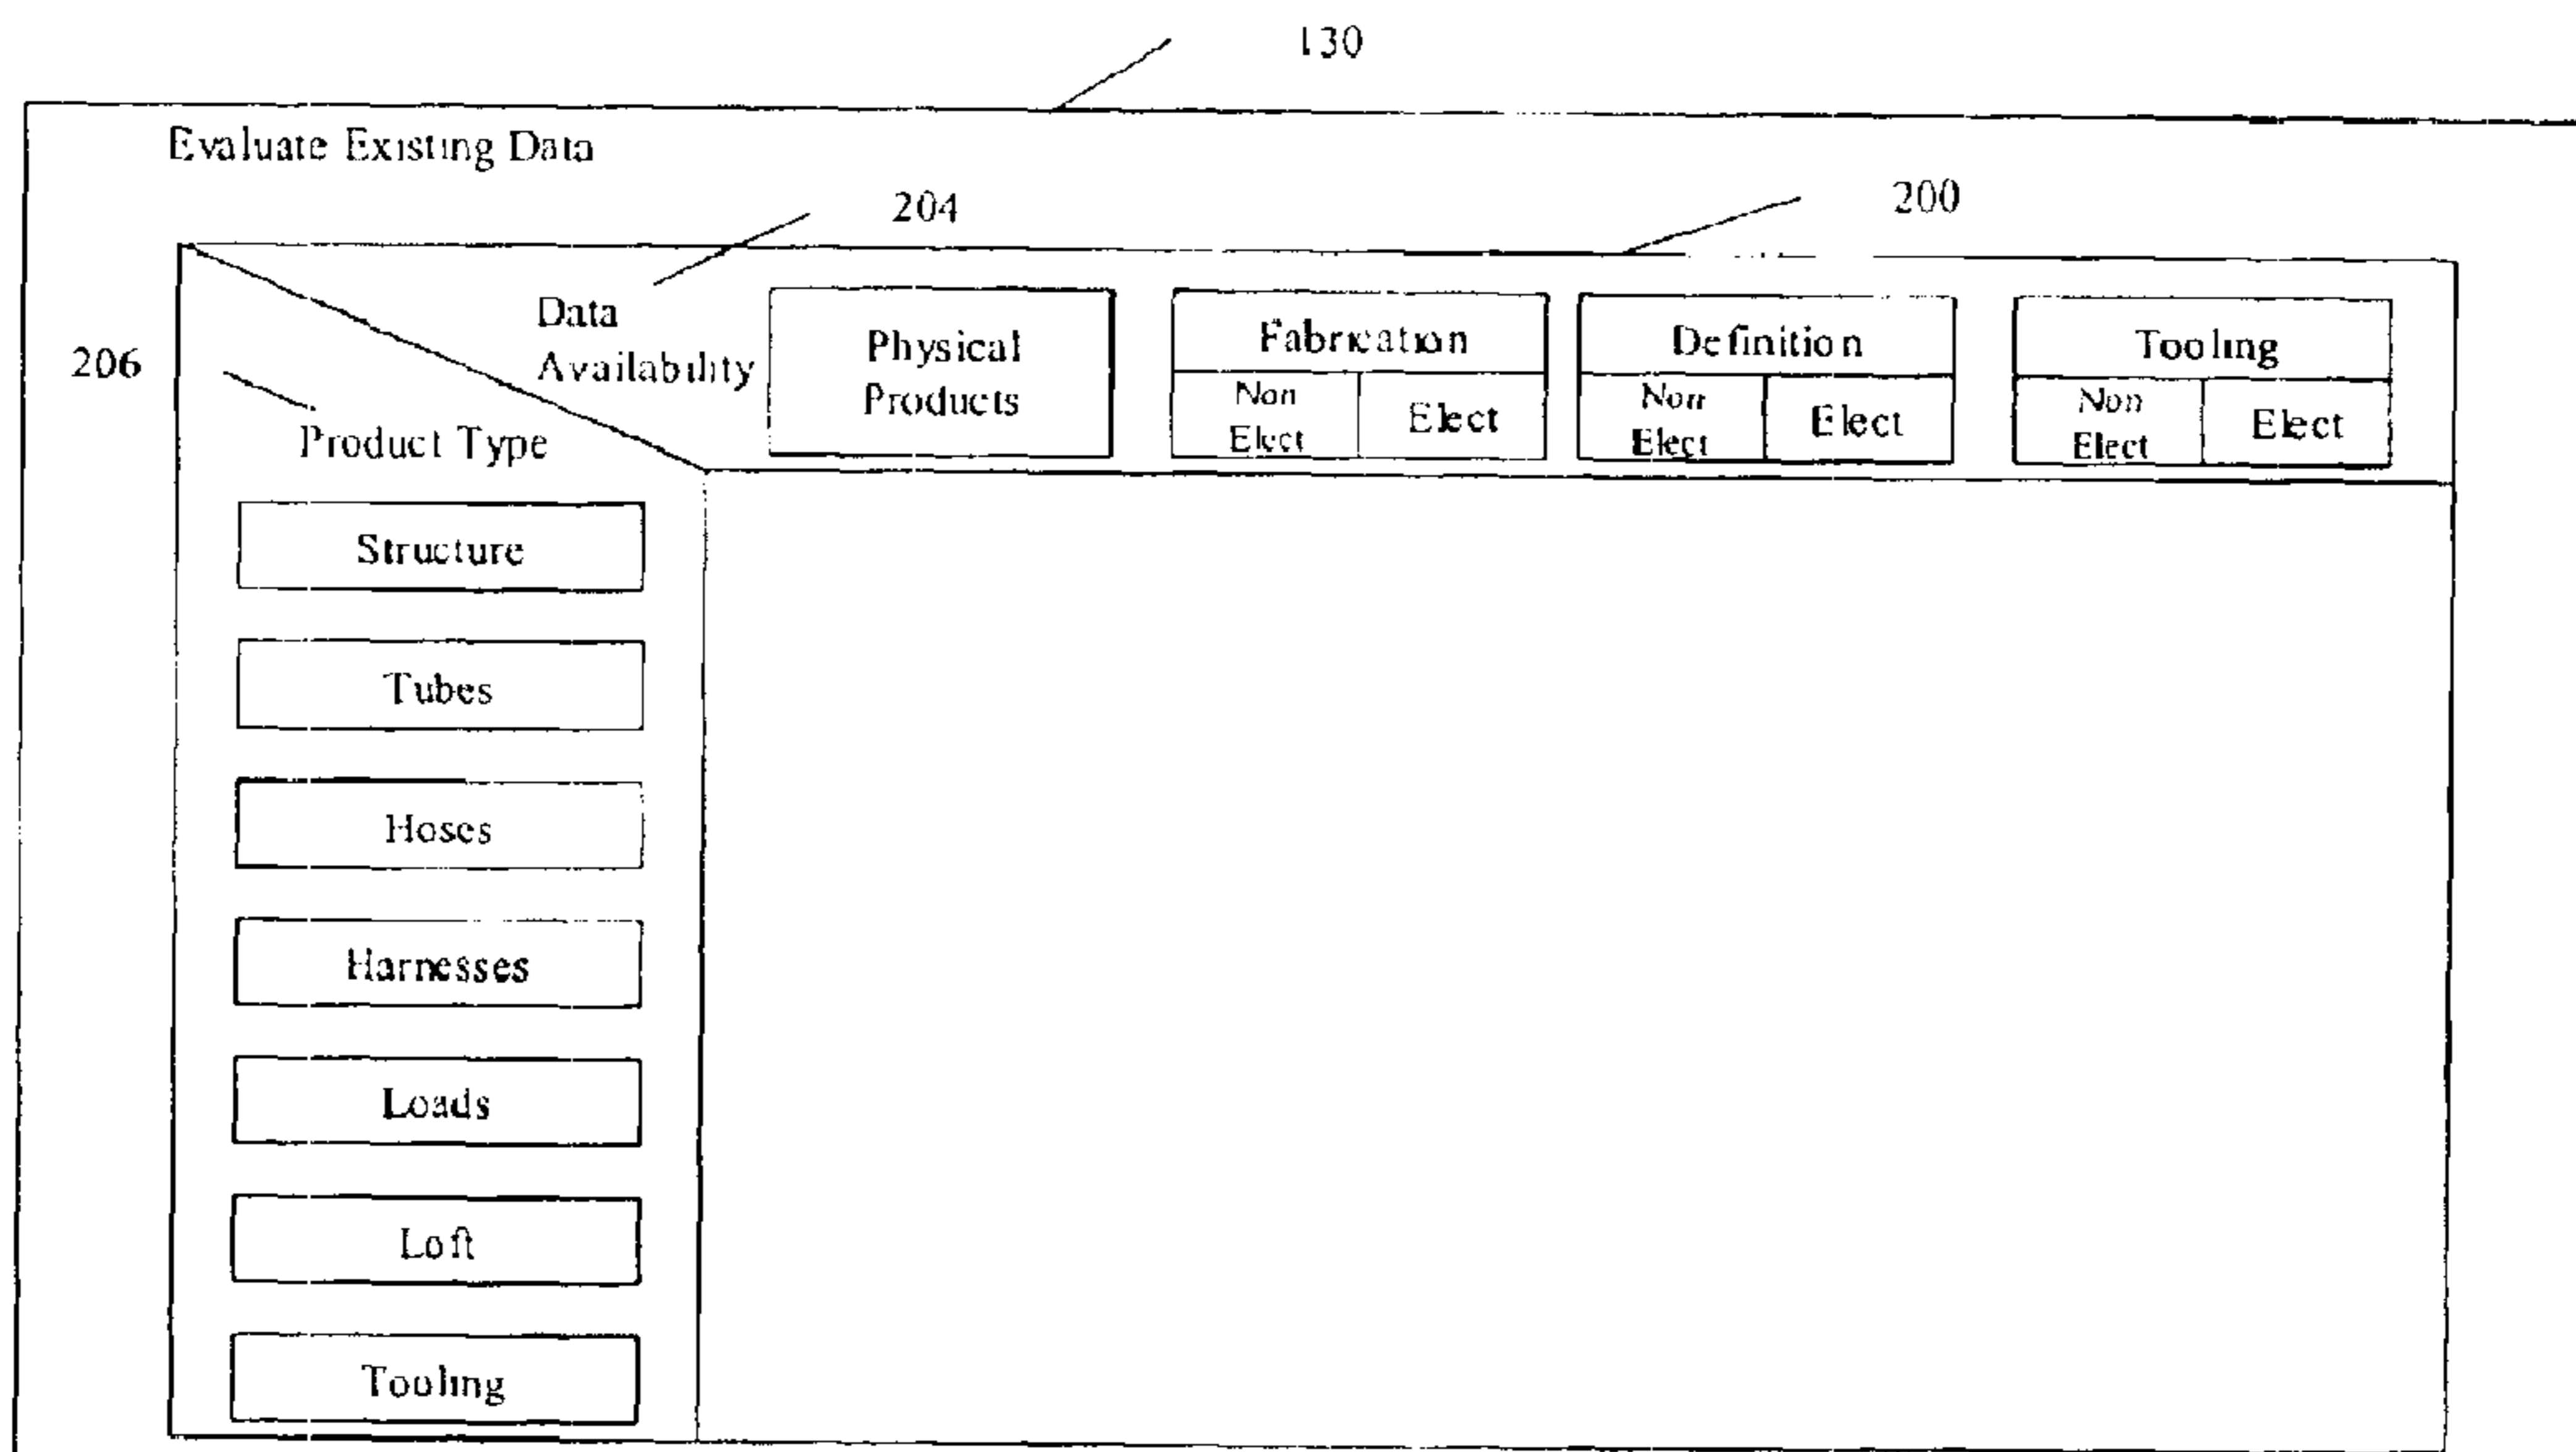 130
Evaluate Existing Data
204
200
206
Data
Availability
Product Type
Physical
Products
Fabrication
Non
Elect
Elect
Definition
Non
Elect
Elect
Tooling
Non
Elect
Elect
Structure
Tubes
Hoses
Harnesses
Loads
Loft
Tooling